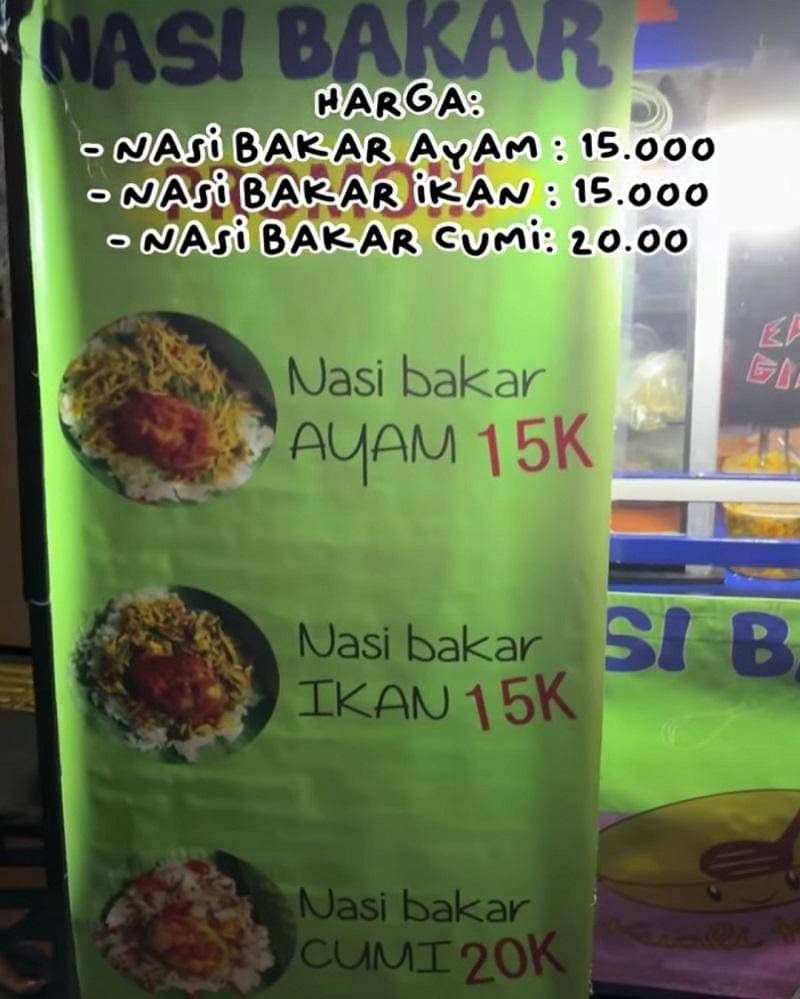 NASI BAKAR
HARGA:
- NASi BAKAR AYAM : 15.000
- NASi BAKAR iKAN : 15.000
- NASi BAKAR CUMi: 20.00
PROMO!!!
Nasi bakar
AYAM 15K
Nasi bakar
IKAN 15K
Nasi bakar
CUMI 20K
SI B